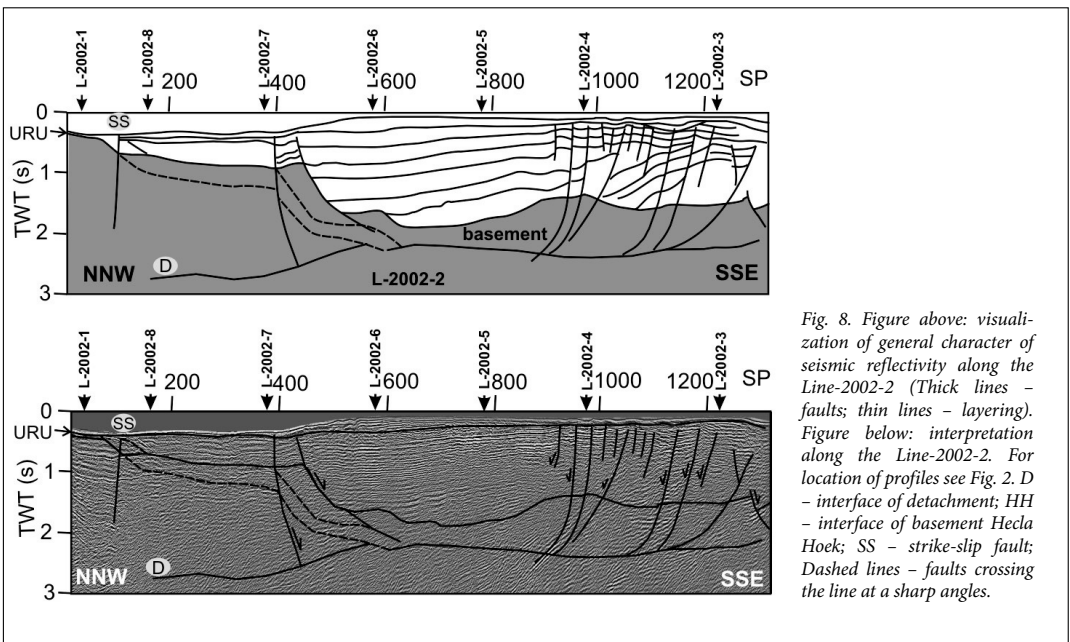 L-2002-1
L-2002-8
L-2002-7
L-2002-6
L-2002-5
L-2002-4
L-2002-3
200 400 600 800 1000 1200 SP
0
URU
SS
1
TWT (s)
2
basement
D
NNW
L-2002-2
SSE
3
L-2002-1
L-2002-8
L-2002-7
L-2002-6
L-2002-5
L-2002-4
L-2002-3
200 400 600 800 1000 1200 SP
0
SS
URU
1
TWT (s)
2
D
NNW
SSE
3
Fig. 8. Figure above: visuali-
zation of general character of
seismic reflectivity along the
Line-2002-2 (Thick lines –
faults; thin lines – layering).
Figure below: interpretation
along the Line-2002-2. For
location of profiles see Fig. 2. D
– interface of detachment; HH
– interface of basement Hecla
Hoek; SS – strike-slip fault;
Dashed lines – faults crossing
the line at a sharp angles.